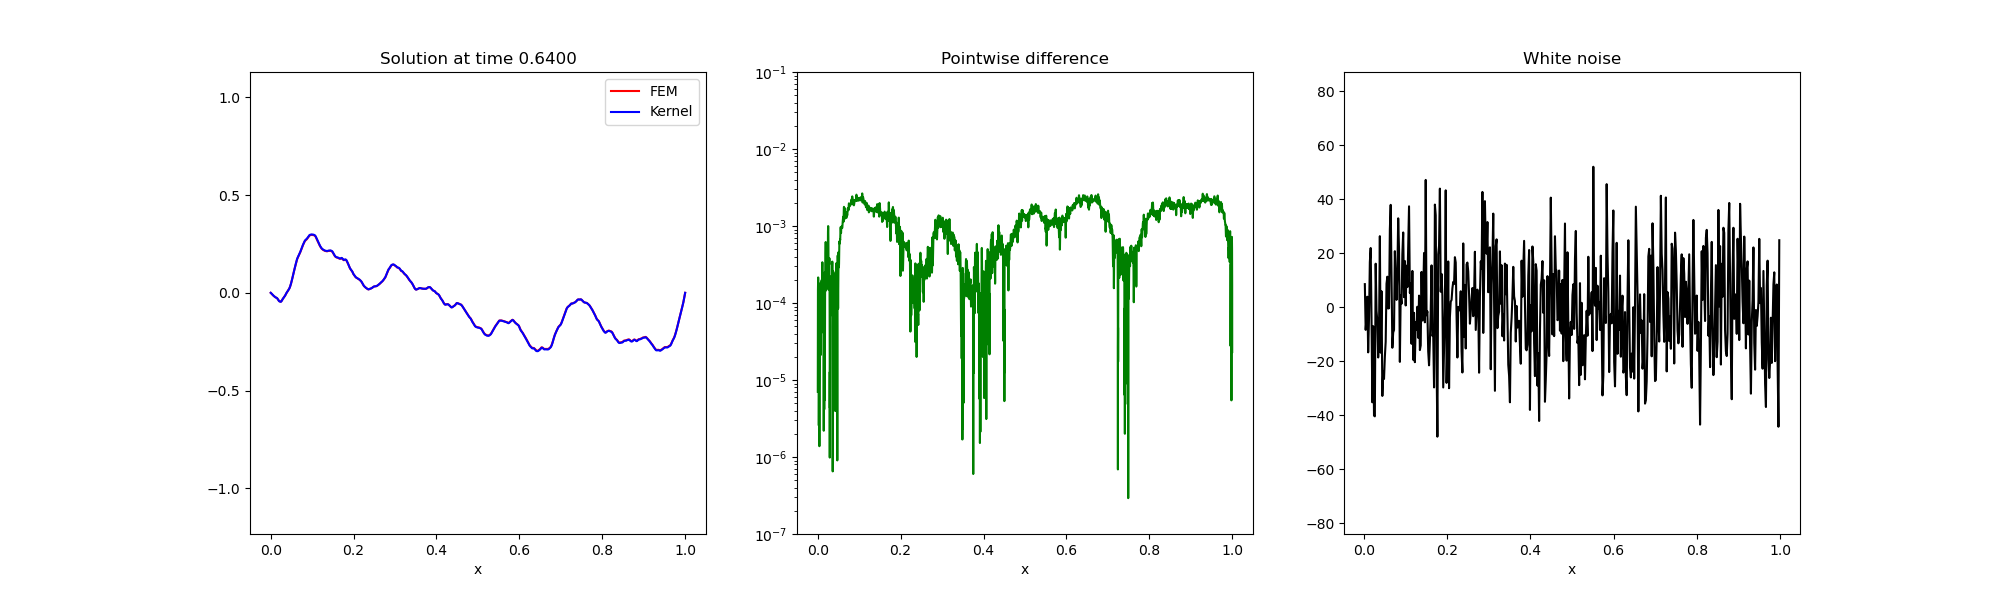 Solution at time 0.6400
1.0
0.5
0.0
−0.5
−1.0
0.0 0.2 0.4 0.6 0.8 1.0
x
FEM
Kernel
Pointwise difference
10⁻¹
10⁻²
10⁻³
10⁻⁴
10⁻⁵
10⁻⁶
10⁻⁷
0.0 0.2 0.4 0.6 0.8 1.0
x
White noise
80
60
40
20
0
−20
−40
−60
−80
0.0 0.2 0.4 0.6 0.8 1.0
x